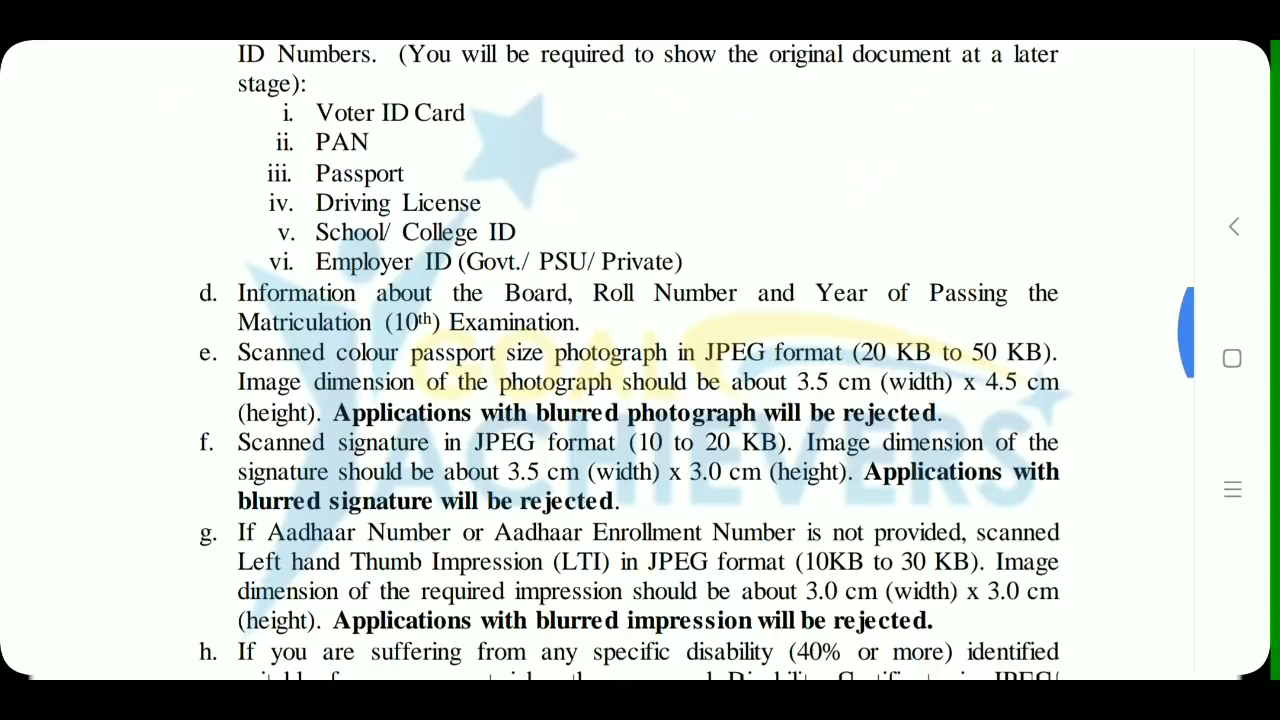 ID Numbers. (You will be required to show the original document at a later
stage):
i. Voter ID Card
ii. PAN
iii. Passport
iv. Driving License
v. School/ College ID
vi. Employer ID (Govt./ PSU/ Private)
d. Information about the Board, Roll Number and Year of Passing the
Matriculation (10th) Examination.
e. Scanned colour passport size photograph in JPEG format (20 KB to 50 KB).
Image dimension of the photograph should be about 3.5 cm (width) x 4.5 cm
(height). Applications with blurred photograph will be rejected.
f. Scanned signature in JPEG format (10 to 20 KB). Image dimension of the
signature should be about 3.5 cm (width) x 3.0 cm (height). Applications with
blurred signature will be rejected.
g. If Aadhaar Number or Aadhaar Enrollment Number is not provided, scanned
Left hand Thumb Impression (LTI) in JPEG format (10KB to 30 KB). Image
dimension of the required impression should be about 3.0 cm (width) x 3.0 cm
(height). Applications with blurred impression will be rejected.
h. If you are suffering from any specific disability (40% or more) identified
GOAL
ACHIEVERS